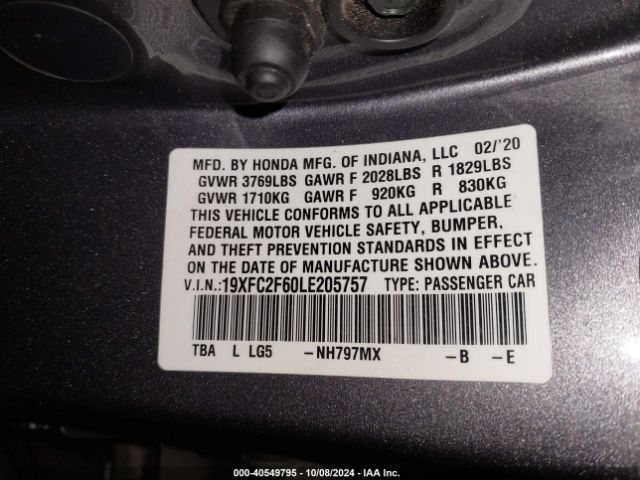 MFD. BY HONDA MFG. OF INDIANA, LLC 02/'20
GVWR 3769LBS GAWR F 2028LBS R 1829LBS
GVWR 1710KG GAWR F 920KG R 830KG
THIS VEHICLE CONFORMS TO ALL APPLICABLE
FEDERAL MOTOR VEHICLE SAFETY, BUMPER,
AND THEFT PREVENTION STANDARDS IN EFFECT
ON THE DATE OF MANUFACTURE SHOWN ABOVE.
V.I.N.:19XFC2F60LE205757 TYPE: PASSENGER CAR
TBA L LG5 -NH797MX -B -E
000-40549795 - 10/08/2024 - IAA Inc.